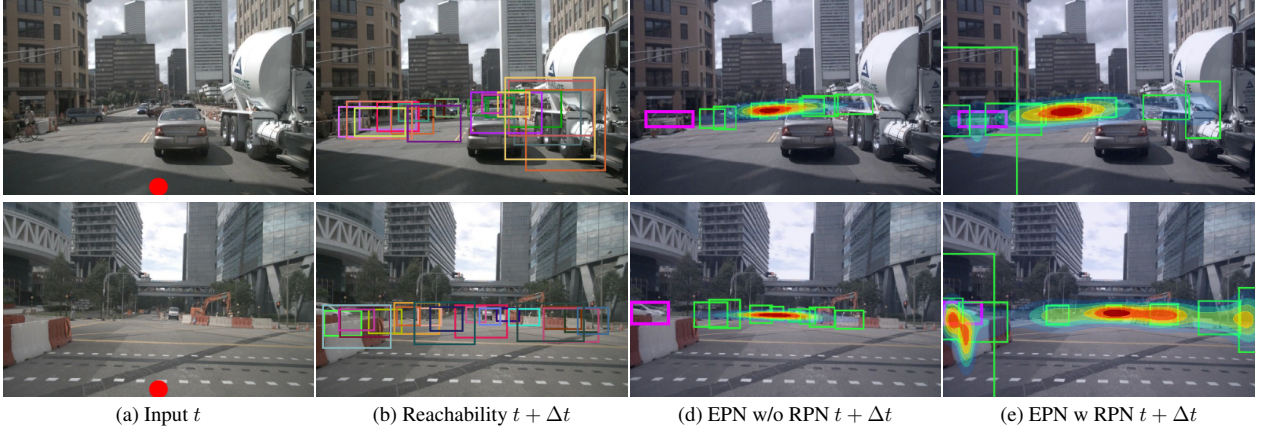 (a) Input t
(b) Reachability t + Δt
(d) EPN w/o RPN t + Δt
(e) EPN w RPN t + Δt